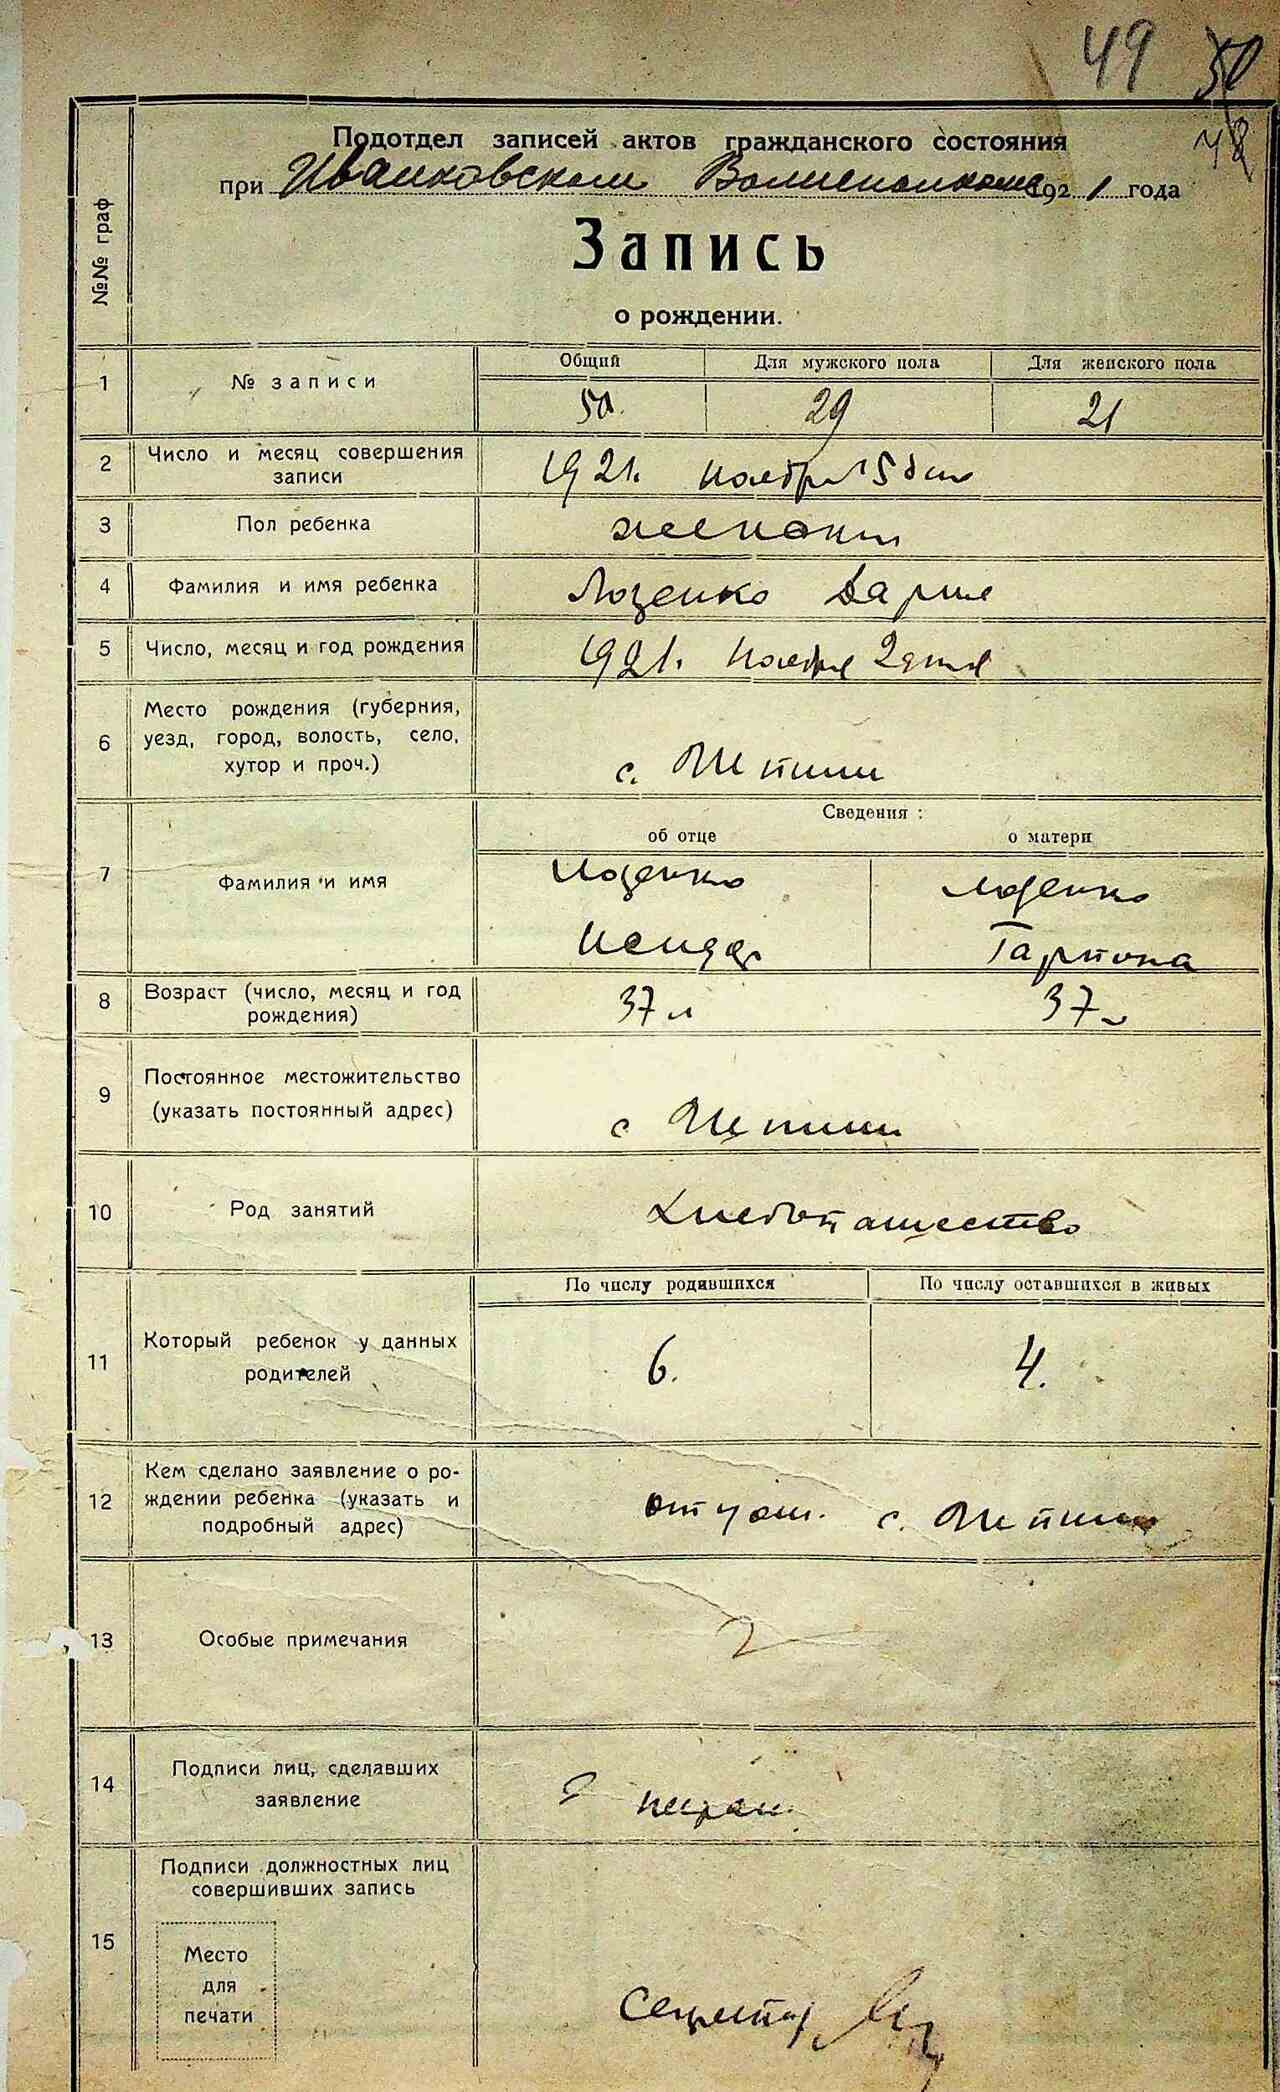 49 50
48
Подотдел записей актов гражданского состояния
при Иванковском Волисполкоме 1921 года
№№ граф
Запись
о рождении.
Общий Для мужского пола Для женского пола
1 № записи 50. 29 21
2 Число и месяц совершения
записи
1921. ноября 15 дня
3 Пол ребенка женский
4 Фамилия и имя ребенка Лозенко Дария
5 Число, месяц и год рождения 1921. Ноября 2 дня
6 Место рождения (губерния,
уезд, город, волость, село,
хутор и проч.)
с.
Сведения :
об отце о матери
7 Фамилия и имя
Лозенко Лозенко
Исидор Гарпина
8 Возраст (число, месяц и год
рождения)
37 л 37 л
9 Постоянное местожительство
(указать постоянный адрес)
с
10 Род занятий Хлебопашество
По числу родившихся По числу оставшихся в живых
11 Который ребенок у данных
родителей
6. 4.
12 Кем сделано заявление о ро-
ждении ребенка (указать и
подробный адрес)
отцом. с.
13 Особые примечания
14 Подписи лиц, сделавших
заявление
неграм.
15 Подписи должностных лиц
совершивших запись
Место
для
печати
Секретарь